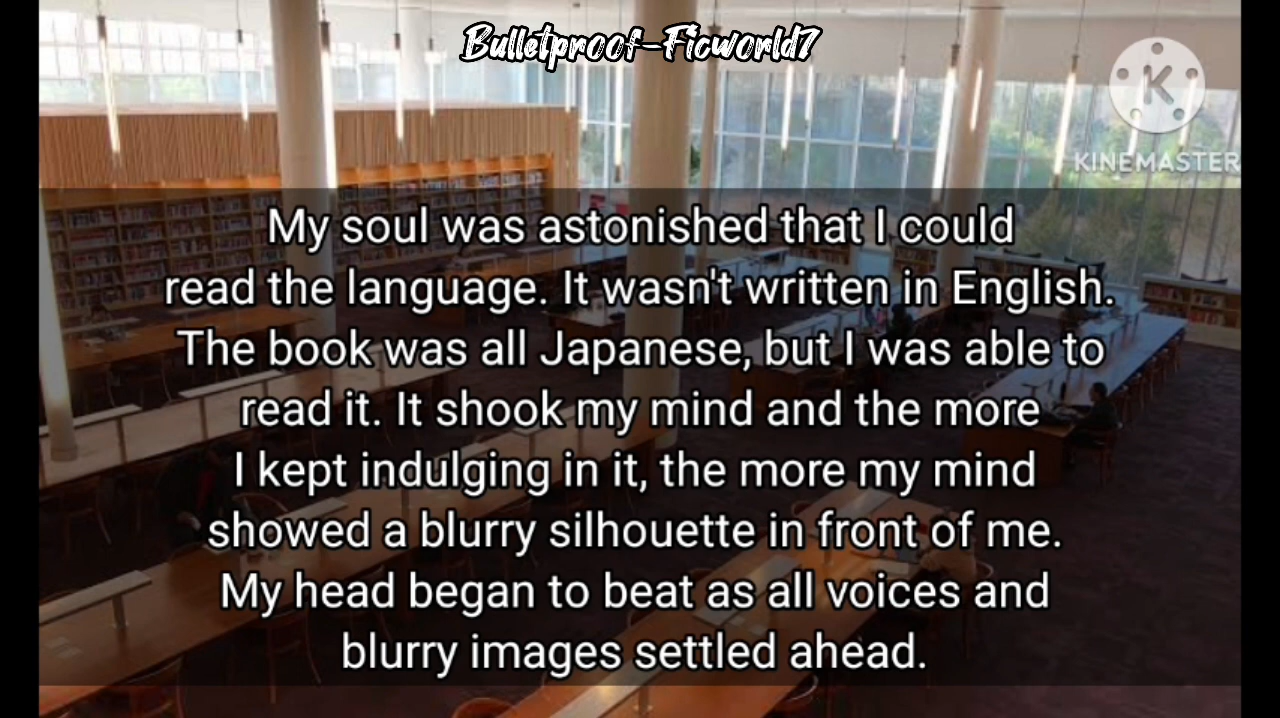 Bulletproof-Ficworld7
K
KINEMASTER
My soul was astonished that I could
read the language. It wasn't written in English.
The book was all Japanese, but I was able to
read it. It shook my mind and the more
I kept indulging in it, the more my mind
showed a blurry silhouette in front of me.
My head began to beat as all voices and
blurry images settled ahead.